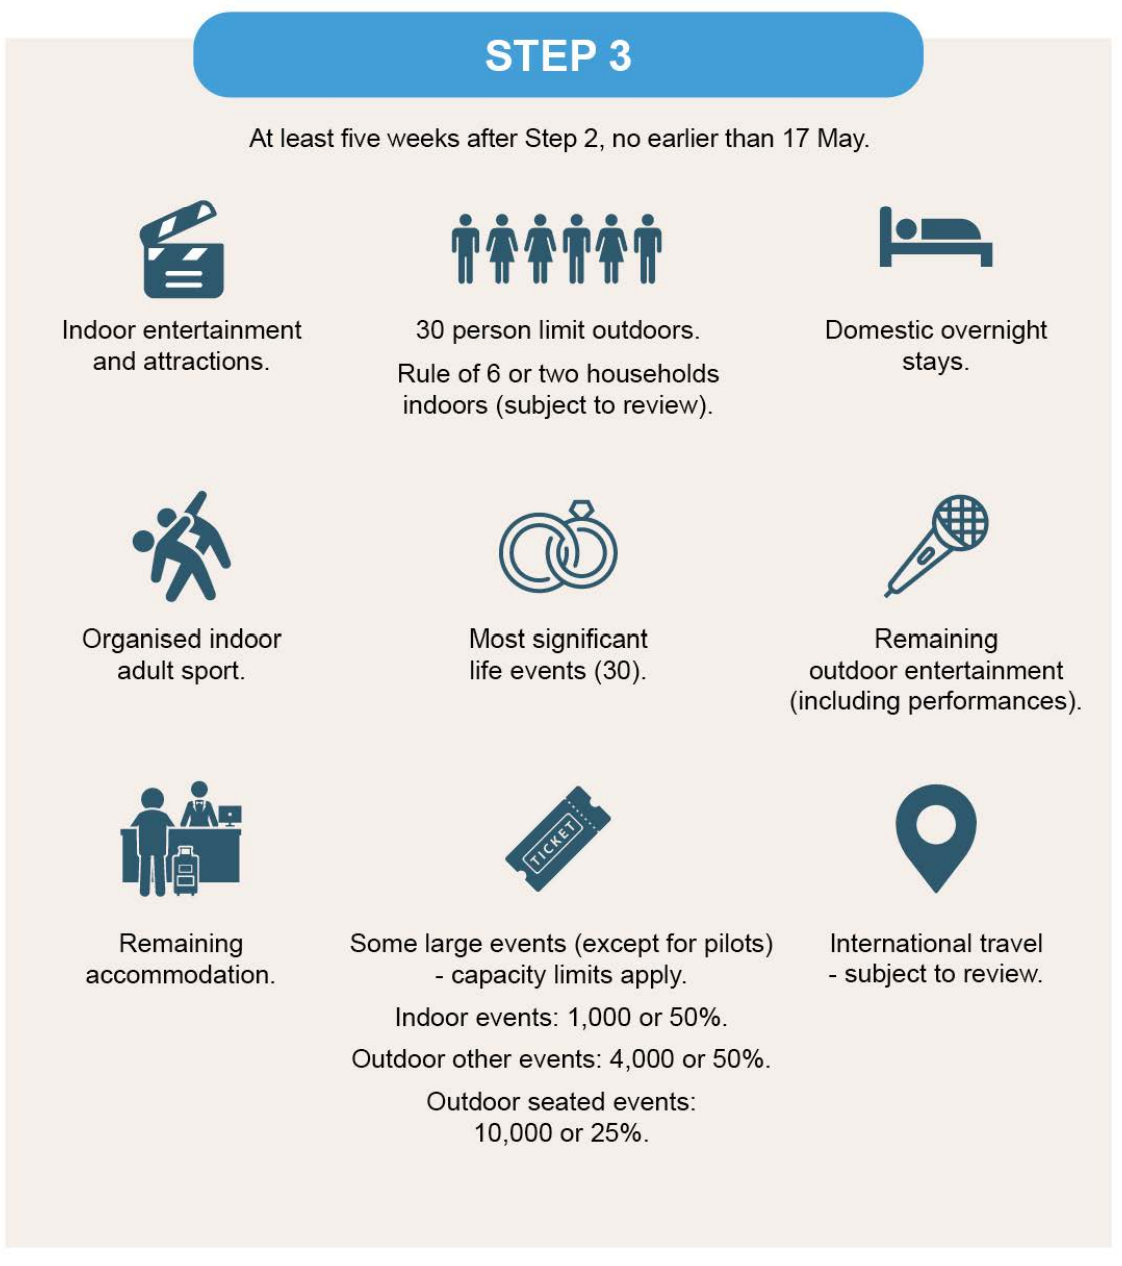 STEP 3
At least five weeks after Step 2, no earlier than 17 May.
Indoor entertainment
and attractions.
30 person limit outdoors.
Rule of 6 or two households
indoors (subject to review).
Domestic overnight
stays.
Organised indoor
adult sport.
Most significant
life events (30).
Remaining
outdoor entertainment
(including performances).
TICKET
Remaining
accommodation.
Some large events (except for pilots)
- capacity limits apply.
Indoor events: 1,000 or 50%.
Outdoor other events: 4,000 or 50%.
Outdoor seated events:
10,000 or 25%.
International travel
- subject to review.